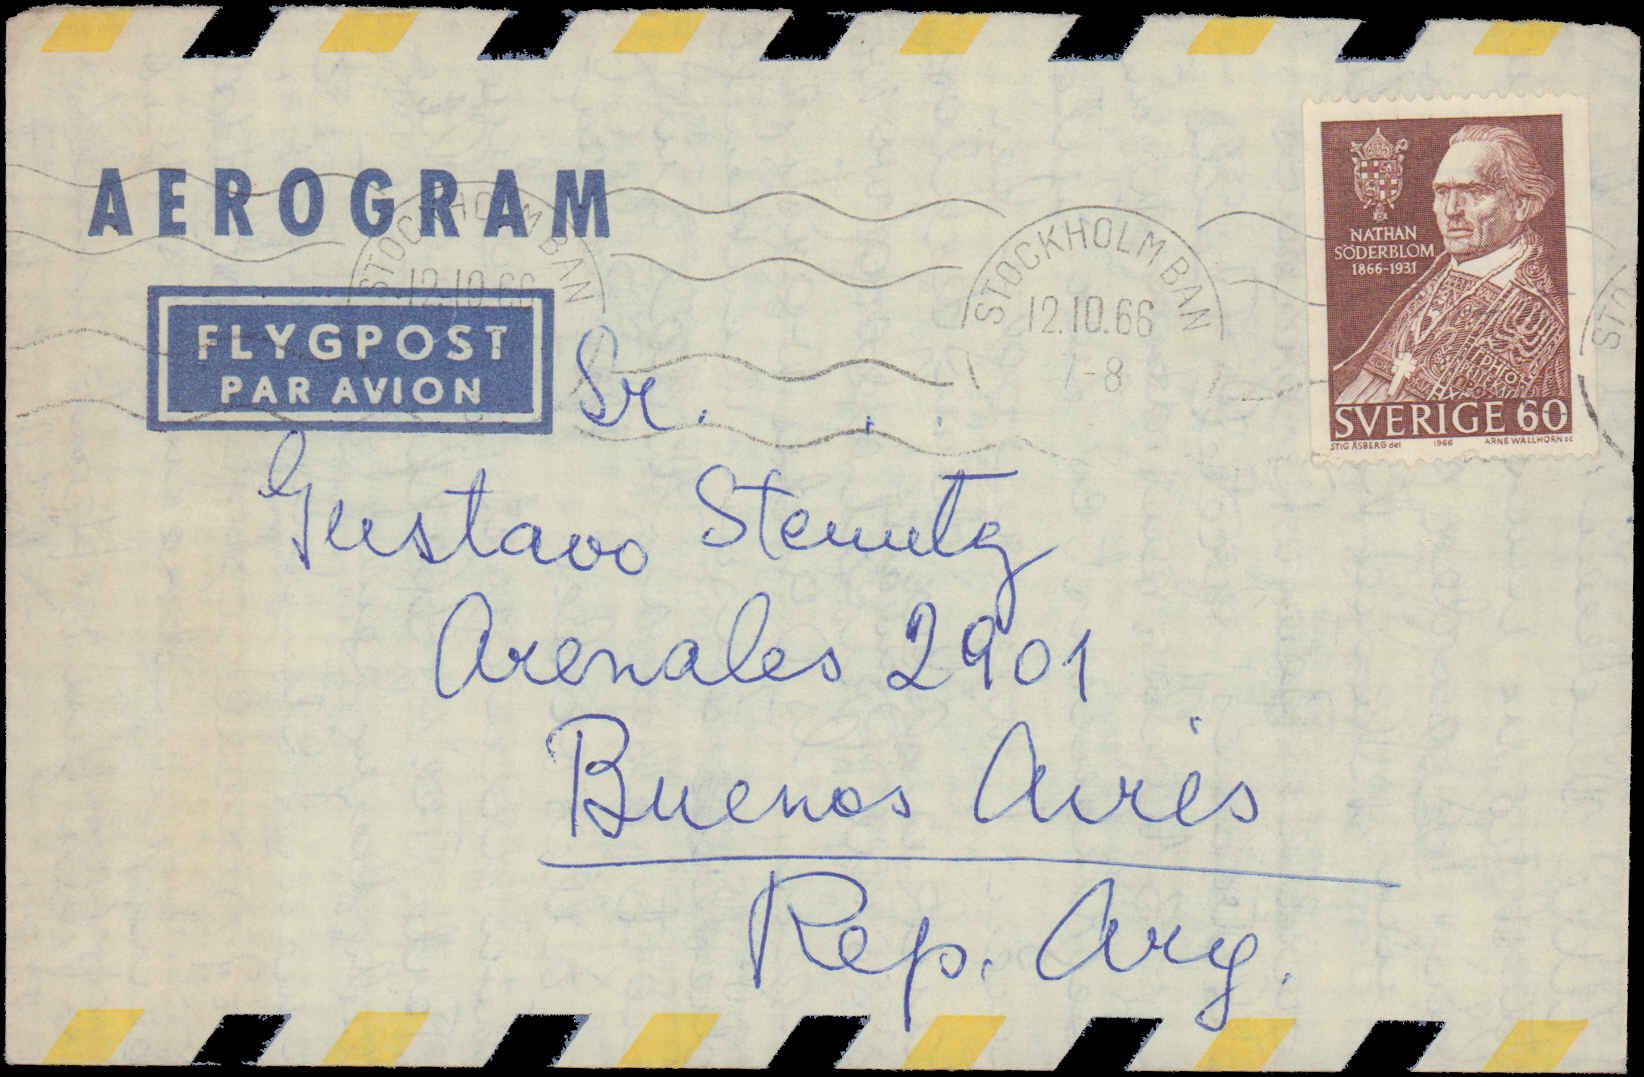 AEROGRAM
FLYGPOST
PAR AVION
STOCKHOLM BAN
12.10.66
STOCKHOLM BAN
12.10.66
7-8
STO
NATHAN
SÖDERBLOM
1866-1931
SVERIGE 60
STIG ÅSBERG del 1966 ARNE WALLHORN sc
Sr.
Gustavo
Arenales 2901
Buenos Aires
Rep. Arg.